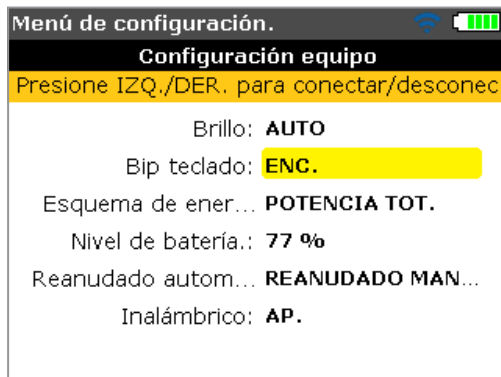 Menú de configuración.
Configuración equipo
Presione IZQ./DER. para conectar/desconec
Brillo: AUTO
Bip teclado: ENC.
Esquema de ener... POTENCIA TOT.
Nivel de batería.: 77 %
Reanudado autom... REANUDADO MAN...
Inalámbrico: AP.